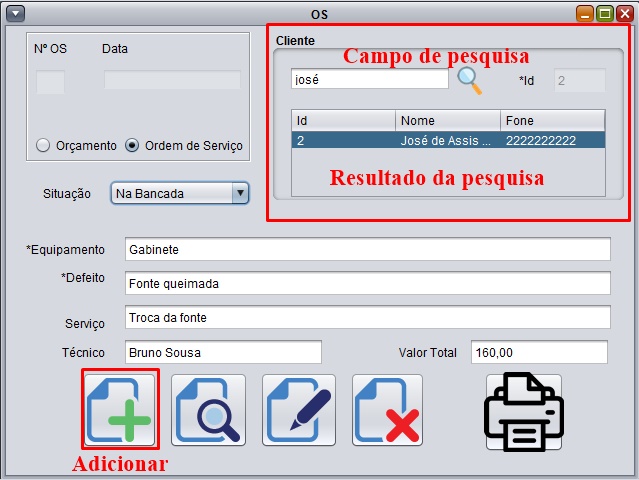 OS
Nº OS
Data
Orçamento
Ordem de Serviço
Situação
Na Bancada
Cliente
Campo de pesquisa
josé
*Id
2
Id
Nome
Fone
2
José de Assis ...
2222222222
Resultado da pesquisa
*Equipamento
Gabinete
*Defeito
Fonte queimada
Serviço
Troca da fonte
Técnico
Bruno Sousa
Valor Total
160,00
Adicionar